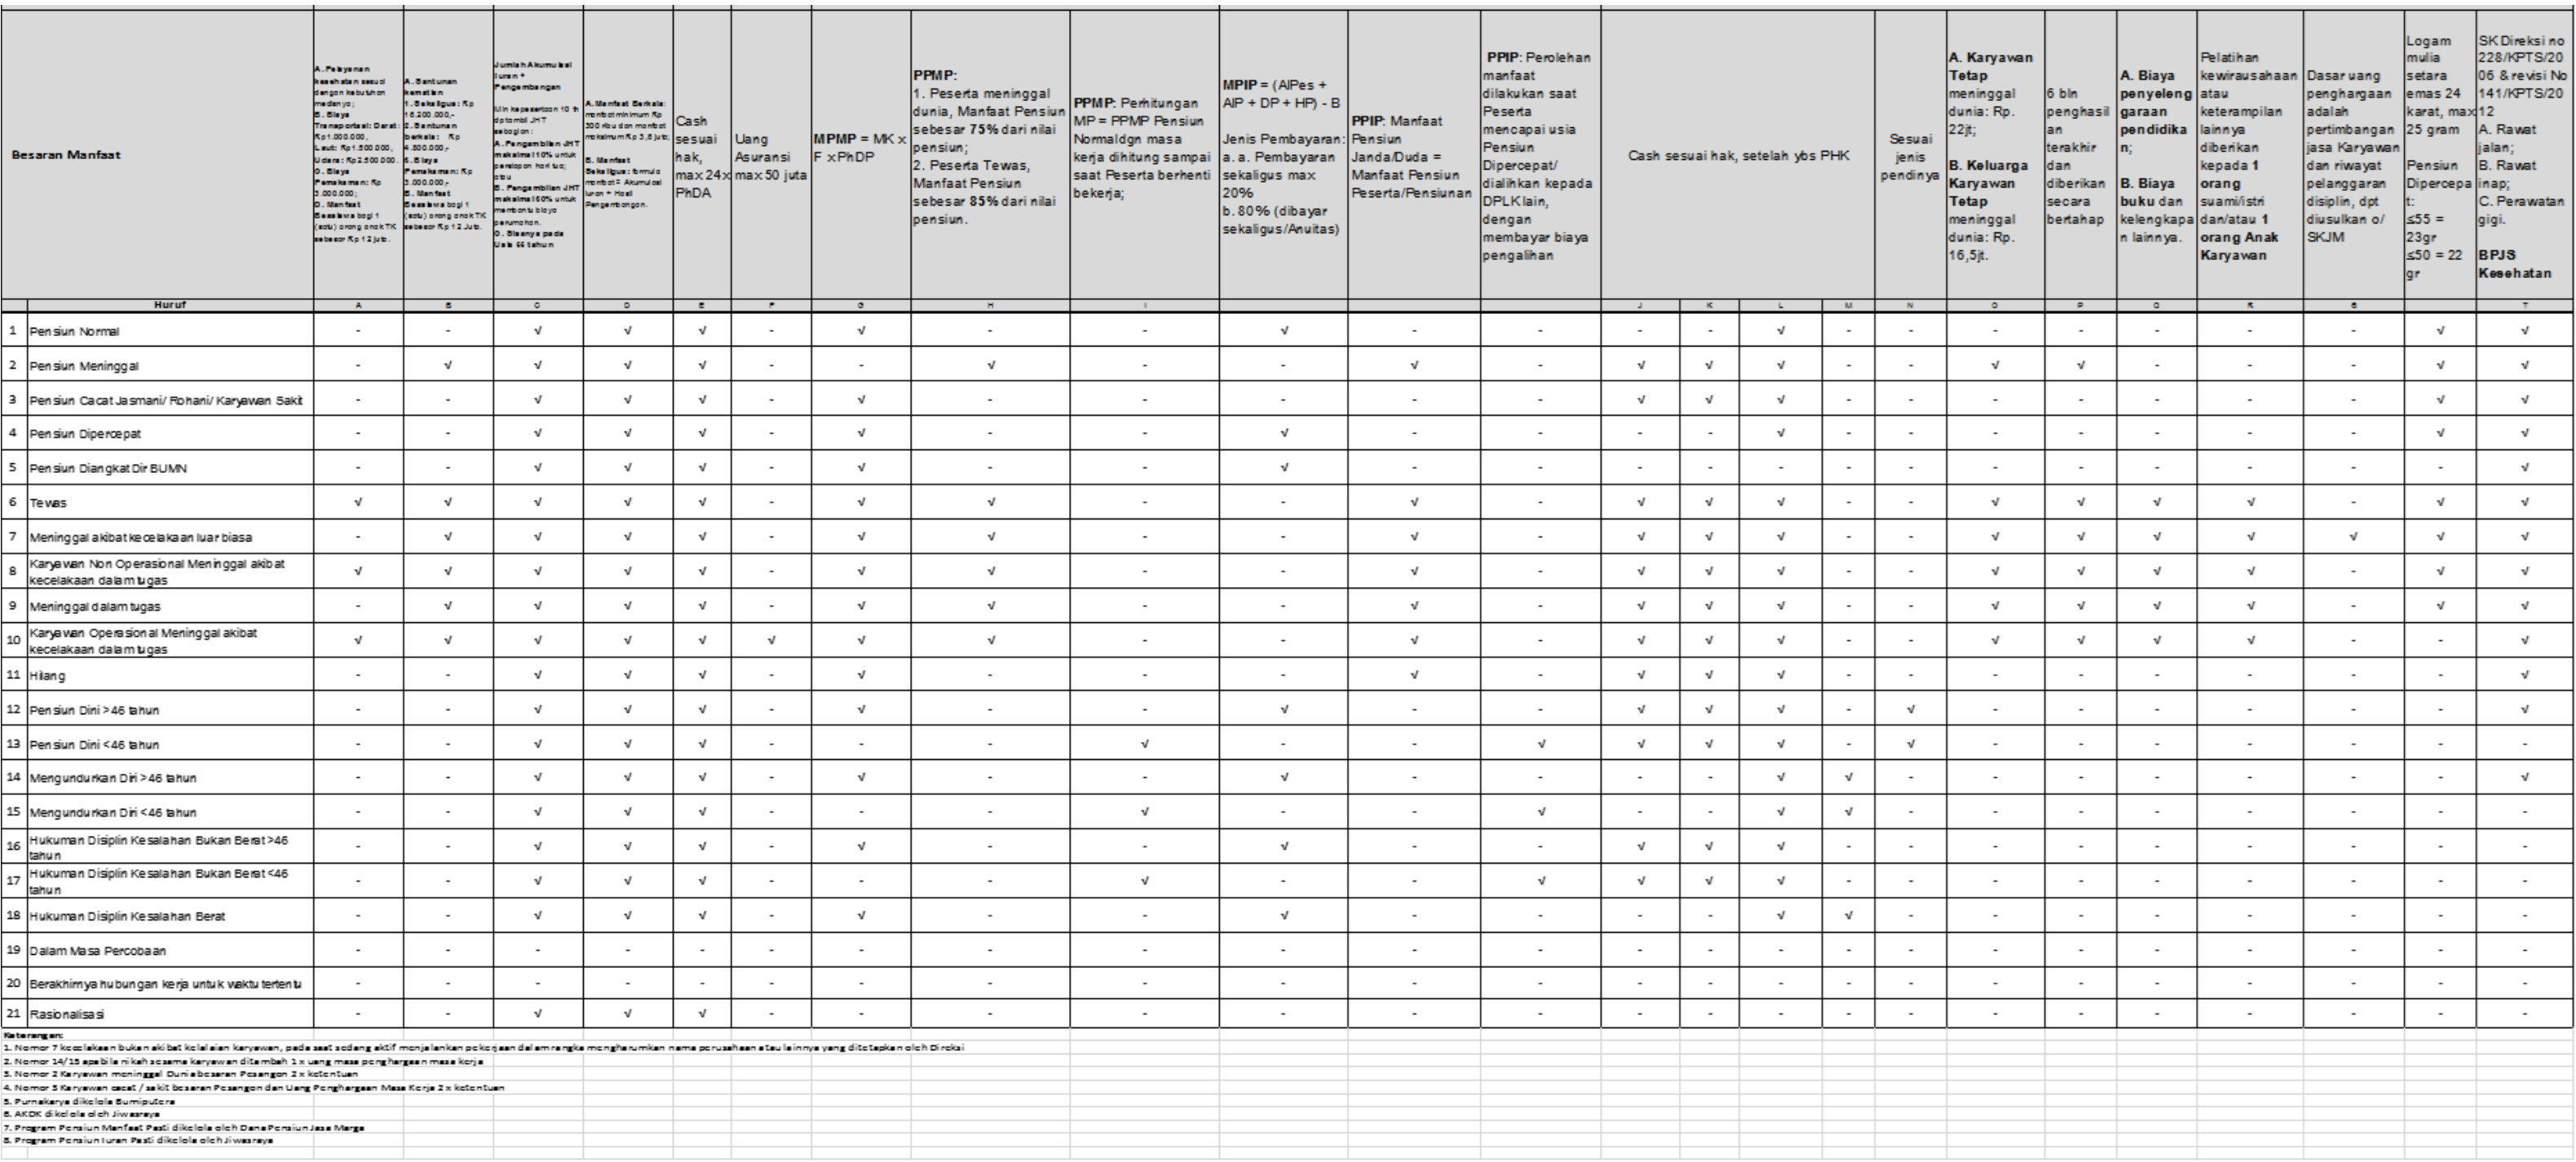 Besaran Manfaat
A. Pelayanan
kesehatan sesuai
dengan kebutuhan
medisnya;
B. Biaya
Transportasi: Darat:
Rp1.000.000,
Laut: Rp1.500.000,
Udara: Rp2.500.000.
C. Biaya
Pemakaman: Rp
3.000.000;
D. Manfaat
Beasiswa bagi 1
(satu) orang anak TK
sebesar Rp 12 juta.
A. Santunan
kematian
1. Sekaligus: Rp
16.200.000,-
2. Santunan
berkala: Rp
4.800.000,-
Biaya
Pemakaman: Rp
3.000.000,-
Manfaat
Beasiswa bagi 1
(satu) orang anak TK
sebesar Rp 12 Juta.
Jumlah Akumulasi
Iuran +
Pengembangan
Min kepesertaan 10 th
dptambil JHT
sebagian:
A. Pengambilan JHT
maksimal 10% untuk
persiapan hari tua;
atau
B. Pengambilan JHT
maksimal untuk
membantu biaya
perumahan.
C. Sisanya pada
Usia tahun
A. Manfaat Berkala:
manfaat minimum Rp
300 ribu dan manfaat
maksimum Rp 3,6 juta;
B. Manfaat
Sekaligus: formula
manfaat = Akumulasi
Iuran + Hasil
Pengembangan.
Cash
sesuai
hak,
max 24x
PhDA
Uang
Asuransi
max 50 juta
MPMP = MK x
F xPhDP
PPMP:
1. Peserta meninggal
dunia, Manfaat Pensiun
sebesar 75% dari nilai
pensiun;
2. Peserta Tewas,
Manfaat Pensiun
sebesar 85% dari nilai
pensiun.
PPMP: Perhitungan
MP = PPMP Pensiun
Normaldgn masa
kerja dihitung sampai
saat Peserta berhenti
bekerja;
MPIP = (AIPes +
AIP + DP + HP) - B
Jenis Pembayaran:
a. a. Pembayaran
sekaligus max
20%
b. 80% (dibayar
sekaligus/Anuitas)
PPIP: Manfaat
Pensiun
Janda/Duda =
Manfaat Pensiun
Peserta/Pensiunan
PPIP: Perolehan
manfaat
dilakukan saat
Peserta
mencapai usia
Pensiun
Dipercepat/
dialihkan kepada
DPLK lain,
dengan
membayar biaya
pengalihan
Cash sesuai hak, setelah ybs PHK
Sesuai
jenis
pendinya
A. Karyawan
Tetap
meninggal
dunia: Rp.
22jt;
B. Keluarga
Karyawan
Tetap
meninggal
dunia: Rp.
16,5jt.
6 bln
penghasil
an
terakhir
dan
diberikan
secara
bertahap
A. Biaya
penyeleng
garaan
pendidika
n;
B. Biaya
buku dan
kelengkapa
n lainnya.
Pelatihan
kewirausahaan
atau
keterampilan
lainnya
diberikan
kepada 1
orang
suami/istri
dan/atau 1
orang Anak
Karyawan
Dasar uang
penghargaan
adalah
pertimbangan
jasa Karyawan
dan riwayat
pelanggaran
disiplin, dpt
diusulkan o/
SKJM
Logam
mulia
setara
emas 24
karat, max
25 gram
Pensiun
Dipercepa
t:
≤55 =
23gr
≤50 = 22
gr
SK Direksi no
228/KPTS/20
06 & revisi No
141/KPTS/20
12
A. Rawat
jalan;
B. Rawat
inap;
C. Perawatan
gigi.
BPJS
Kesehatan
Huruf A B C D E F G H I J K L M N O P Q R S T
1 Pensiun Normal - - √ √ √ - √ - - √ - - - - √ - - - - - - - √ √
2 Pensiun Meninggal - √ √ √ √ - - √ - - √ - √ √ √ - - √ √ - - - √ √
3 Pensiun Cacat Jasmani/ Rohani/ Karyawan Sakit - - √ √ √ - √ - - - - - √ √ √ - - - - - - - √ √
4 Pensiun Dipercepat - - √ √ √ - √ - - √ - - - - √ - - - - - - - √ √
5 Pensiun Diangkat Dir BUMN - - √ √ √ - √ - - √ - - - - - - - - - - - - - √
6 Tewas √ √ √ √ √ - √ √ - - √ - √ √ √ - - √ √ √ √ - √ √
7 Meninggal akibat kecelakaan luar biasa - √ √ √ √ - √ √ - - √ - √ √ √ - - √ √ √ √ √ √ √
8 Karyawan Non Operasional Meninggal akibat
kecelakaan dalam tugas √ √ √ √ √ - √ √ - - √ - √ √ √ - - √ √ √ √ - √ √
9 Meninggal dalam tugas - √ √ √ √ - √ √ - - √ - √ √ √ - - √ √ √ √ - √ √
10 Karyawan Operasional Meninggal akibat
kecelakaan dalam tugas √ √ √ √ √ √ √ √ - - √ - √ √ √ - - √ √ √ √ - - √
11 Hilang - - √ √ √ - √ - - - √ - √ √ √ - - - - - - - - √
12 Pensiun Dini >46 tahun - - √ √ √ - √ - - √ - - √ √ √ - √ - - - - - - √
13 Pensiun Dini <46 tahun - - √ √ √ - - - √ - - √ √ √ √ - √ - - - - - - -
14 Mengundurkan Diri >46 tahun - - √ √ √ - √ - - √ - - - - √ √ - - - - - - - √
15 Mengundurkan Diri <46 tahun - - √ √ √ - - - √ - - √ - - √ √ - - - - - - - -
16 Hukuman Disiplin Kesalahan Bukan Berat >46
tahun - - √ √ √ - √ - - √ - - √ √ √ - - - - - - - - -
17 Hukuman Disiplin Kesalahan Bukan Berat <46
tahun - - √ √ √ - - - √ - - √ √ √ √ - - - - - - - - -
18 Hukuman Disiplin Kesalahan Berat - - √ √ √ - √ - - √ - - - - √ √ - - - - - - - -
19 Dalam Masa Percobaan - - - - - - - - - - - - - - - - - - - - - - - -
20 Berakhirnya hubungan kerja untuk waktu tertentu - - - - - - - - - - - - - - - - - - - - - - - -
21 Rasionalisasi - - √ √ √ - - - - - - - - - - - - - - - - - - -
Keterangan:
1. Nomor 7 kecelakaan bukan akibat kelalaian karyawan, pada saat sedang aktif menjalankan pekerjaan dalam rangka mengharumkan nama perusahaan atau lainnya yang ditetapkan oleh Direksi
2. Nomor 14/15 apabila nikah sesama karyawan ditambah 1 x uang masa penghargaan masa kerja
3. Nomor 2 Karyawan meninggal Dunia besaran Pesangon 2 x ketentuan
4. Nomor 3 Karyawan cacat / sakit besaran Pesangon dan Uang Penghargaan Masa Kerja 2 x ketentuan
5. Purnakarya dikelola Bumiputera
6. AKDK dikelola oleh Jiwasraya
7. Program Pensiun Manfaat Pasti dikelola oleh Dana Pensiun Jasa Marga
8. Program Pensiun Iuran Pasti dikelola oleh Jiwasraya